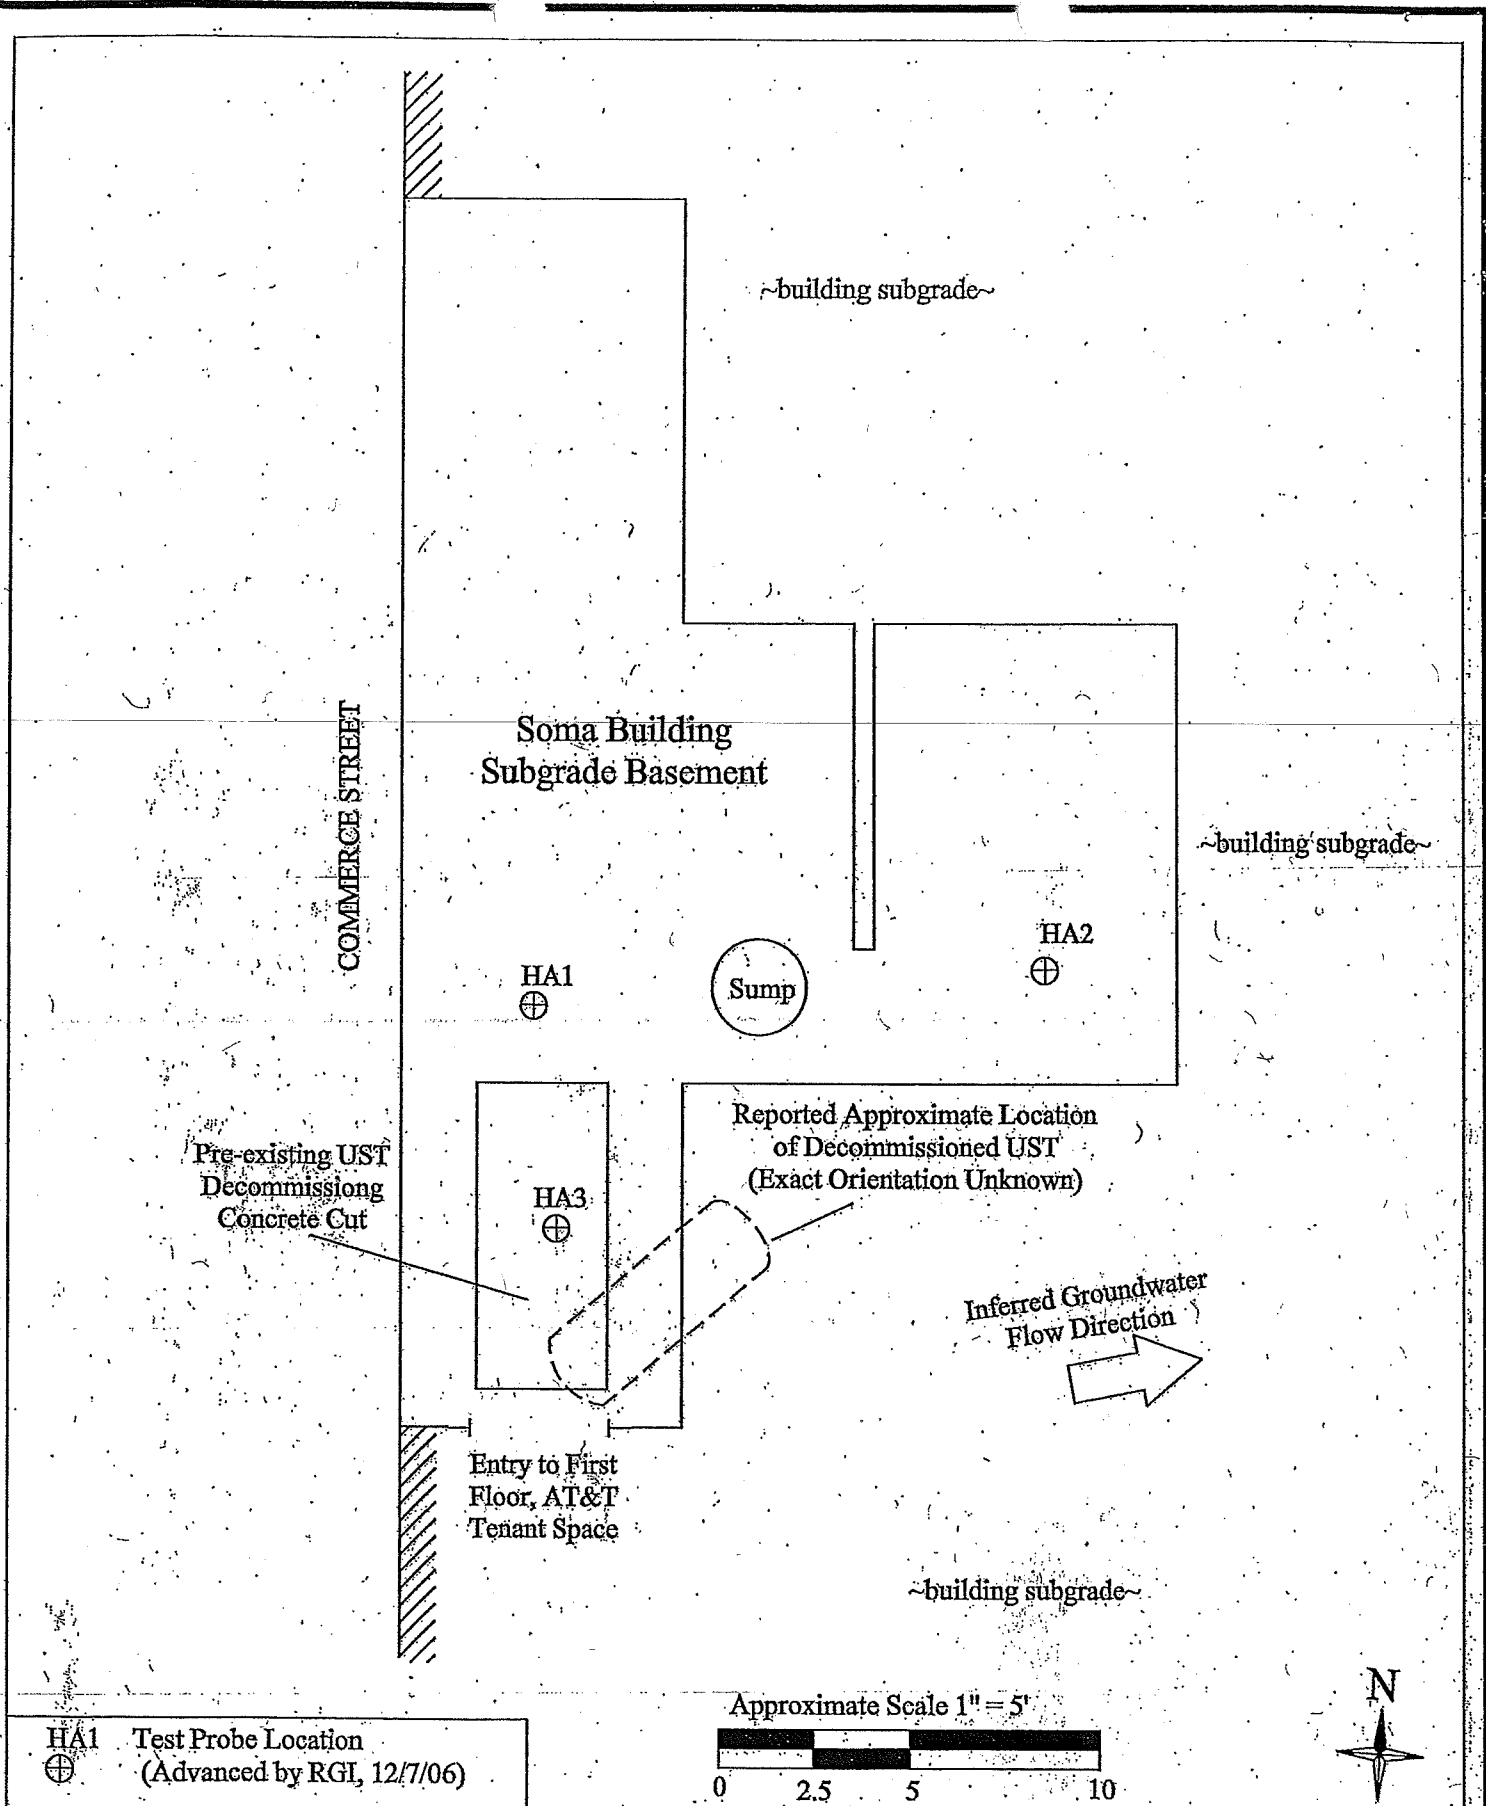 ~building subgrade~
Soma Building
Subgrade Basement
COMMERCE STREET
~building subgrade~
HA2
HA1
Sump
Reported Approximate Location
of Decommissioned UST
(Exact Orientation Unknown)
Pre-existing UST
Decommissiong
Concrete Cut
HA3
Inferred Groundwater
Flow Direction
Entry to First
Floor, AT&T
Tenant Space
~building subgrade~
N
Approximate Scale 1" = 5'
0 2.5 5 10
HA1 Test Probe Location
(Advanced by RGI, 12/7/06)